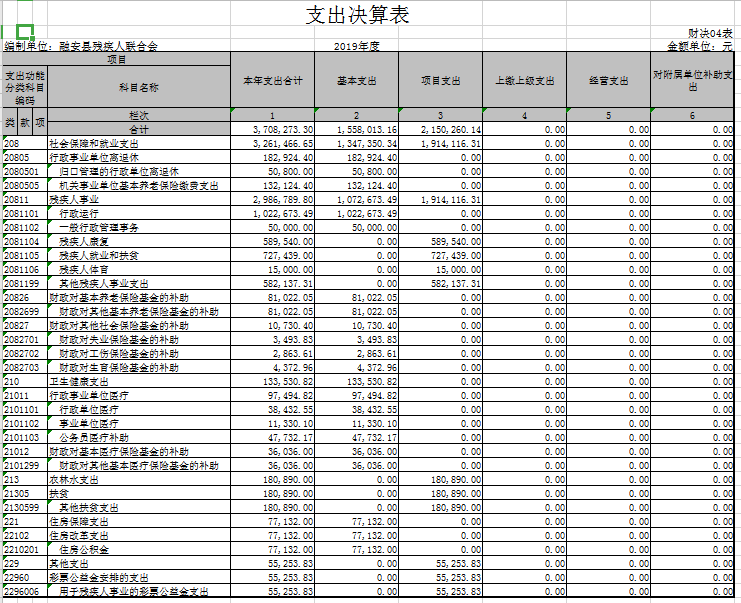 支出决算表
财决04表
编制单位：融安县残疾人联合会 2019年度 金额单位：元
项目 本年支出合计 基本支出 项目支出 上缴上级支出 经营支出 对附属单位补助支出
支出功能分类科目编码 科目名称
类 款 项 栏次 1 2 3 4 5 6
合计 3,708,273.30 1,558,013.16 2,150,260.14 0.00 0.00 0.00
208 社会保障和就业支出 3,261,466.65 1,347,350.34 1,914,116.31 0.00 0.00 0.00
20805 行政事业单位离退休 182,924.40 182,924.40 0.00 0.00 0.00 0.00
2080501 归口管理的行政单位离退休 50,800.00 50,800.00 0.00 0.00 0.00 0.00
2080505 机关事业单位基本养老保险缴费支出 132,124.40 132,124.40 0.00 0.00 0.00 0.00
20811 残疾人事业 2,986,789.80 1,072,673.49 1,914,116.31 0.00 0.00 0.00
2081101 行政运行 1,022,673.49 1,022,673.49 0.00 0.00 0.00 0.00
2081102 一般行政管理事务 50,000.00 50,000.00 0.00 0.00 0.00 0.00
2081104 残疾人康复 589,540.00 0.00 589,540.00 0.00 0.00 0.00
2081105 残疾人就业和扶贫 727,439.00 0.00 727,439.00 0.00 0.00 0.00
2081106 残疾人体育 15,000.00 0.00 15,000.00 0.00 0.00 0.00
2081199 其他残疾人事业支出 582,137.31 0.00 582,137.31 0.00 0.00 0.00
20826 财政对基本养老保险基金的补助 81,022.05 81,022.05 0.00 0.00 0.00 0.00
2082699 财政对其他基本养老保险基金的补助 81,022.05 81,022.05 0.00 0.00 0.00 0.00
20827 财政对其他社会保险基金的补助 10,730.40 10,730.40 0.00 0.00 0.00 0.00
2082701 财政对失业保险基金的补助 3,493.83 3,493.83 0.00 0.00 0.00 0.00
2082702 财政对工伤保险基金的补助 2,863.61 2,863.61 0.00 0.00 0.00 0.00
2082703 财政对生育保险基金的补助 4,372.96 4,372.96 0.00 0.00 0.00 0.00
210 卫生健康支出 133,530.82 133,530.82 0.00 0.00 0.00 0.00
21011 行政事业单位医疗 97,494.82 97,494.82 0.00 0.00 0.00 0.00
2101101 行政单位医疗 38,432.55 38,432.55 0.00 0.00 0.00 0.00
2101102 事业单位医疗 11,330.10 11,330.10 0.00 0.00 0.00 0.00
2101103 公务员医疗补助 47,732.17 47,732.17 0.00 0.00 0.00 0.00
21012 财政对基本医疗保险基金的补助 36,036.00 36,036.00 0.00 0.00 0.00 0.00
2101299 财政对其他基本医疗保险基金的补助 36,036.00 36,036.00 0.00 0.00 0.00 0.00
213 农林水支出 180,890.00 0.00 180,890.00 0.00 0.00 0.00
21305 扶贫 180,890.00 0.00 180,890.00 0.00 0.00 0.00
2130599 其他扶贫支出 180,890.00 0.00 180,890.00 0.00 0.00 0.00
221 住房保障支出 77,132.00 77,132.00 0.00 0.00 0.00 0.00
22102 住房改革支出 77,132.00 77,132.00 0.00 0.00 0.00 0.00
2210201 住房公积金 77,132.00 77,132.00 0.00 0.00 0.00 0.00
229 其他支出 55,253.83 0.00 55,253.83 0.00 0.00 0.00
22960 彩票公益金安排的支出 55,253.83 0.00 55,253.83 0.00 0.00 0.00
2296006 用于残疾人事业的彩票公益金支出 55,253.83 0.00 55,253.83 0.00 0.00 0.00